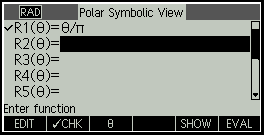 RAD Polar Symbolic View
✓R1(θ)=θ/π
R2(θ)=
R3(θ)=
R4(θ)=
R5(θ)=
Enter function
EDIT ✓CHK θ SHOW EVAL